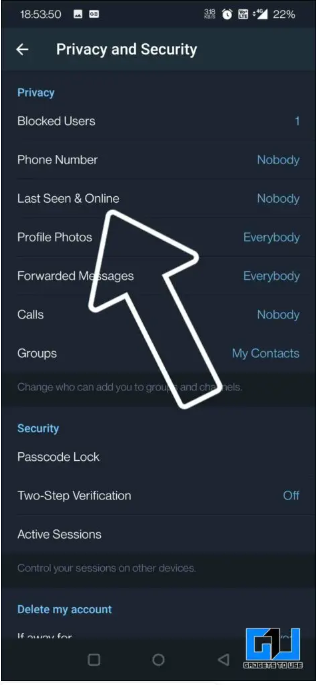 18:53:50 22%
Privacy and Security
Privacy
Blocked Users 1
Phone Number Nobody
Last Seen & Online Nobody
Profile Photos Everybody
Forwarded Messages Everybody
Calls Nobody
Groups My Contacts
Change who can add you to groups and channels.
Security
Passcode Lock
Two-Step Verification Off
Active Sessions
Control your sessions on other devices.
Delete my account
If away for
GADGETS TO USE